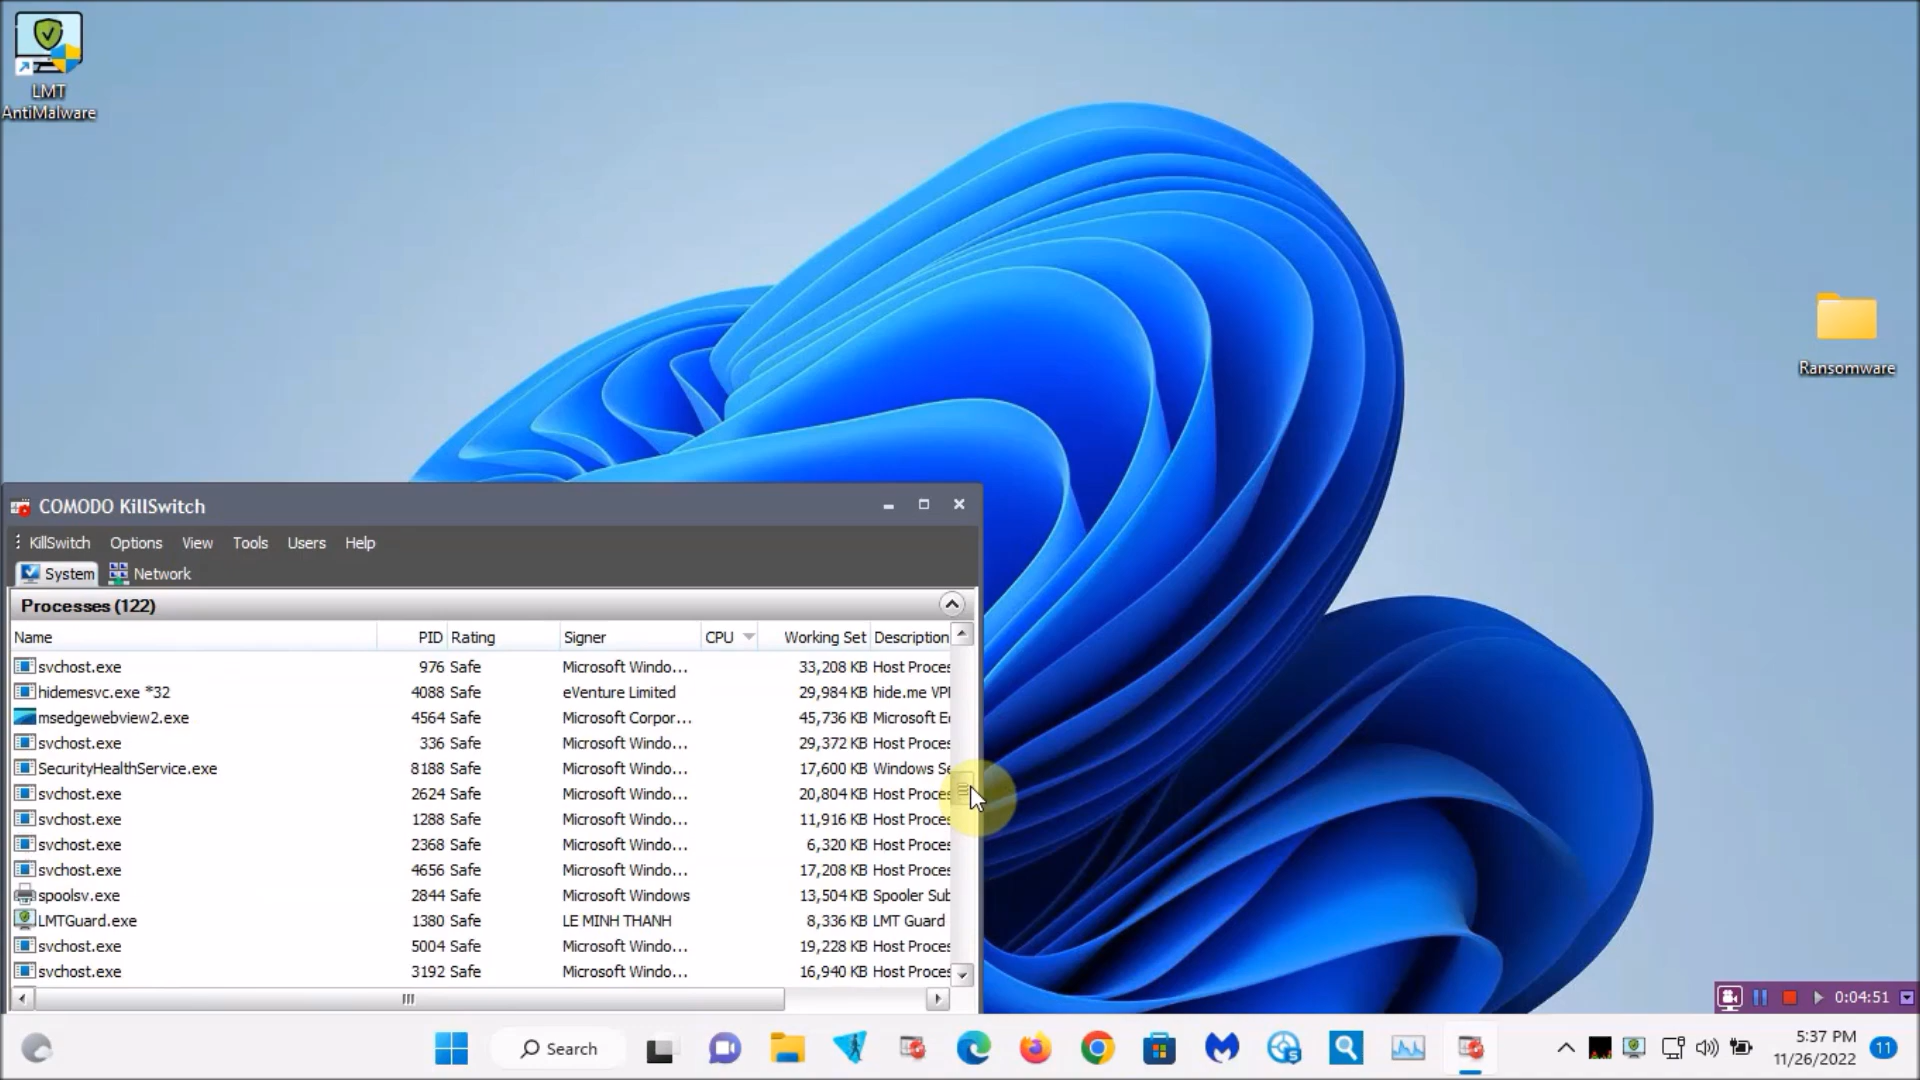 LMT
AntiMalware
Ransomware
COMODO KillSwitch
KillSwitch Options View Tools Users Help
System Network
Processes (122)
Name PID Rating Signer CPU Working Set Description
svchost.exe 976 Safe Microsoft Windo... 33,208 KB Host Proces
hidemesvc.exe *32 4088 Safe eVenture Limited 29,984 KB hide.me VPI
msedgewebview2.exe 4564 Safe Microsoft Corpor... 45,736 KB Microsoft E
svchost.exe 336 Safe Microsoft Windo... 29,372 KB Host Proces
SecurityHealthService.exe 8188 Safe Microsoft Windo... 17,600 KB Windows Se
svchost.exe 2624 Safe Microsoft Windo... 20,804 KB Host Proces
svchost.exe 1288 Safe Microsoft Windo... 11,916 KB Host Proces
svchost.exe 2368 Safe Microsoft Windo... 6,320 KB Host Proces
svchost.exe 4656 Safe Microsoft Windo... 17,208 KB Host Proces
spoolsv.exe 2844 Safe Microsoft Windows 13,504 KB Spooler Sub
LMTGuard.exe 1380 Safe LE MINH THANH 8,336 KB LMT Guard
svchost.exe 5004 Safe Microsoft Windo... 19,228 KB Host Proces
svchost.exe 3192 Safe Microsoft Windo... 16,940 KB Host Proces
0:04:51
Search
5:37 PM
11/26/2022
11